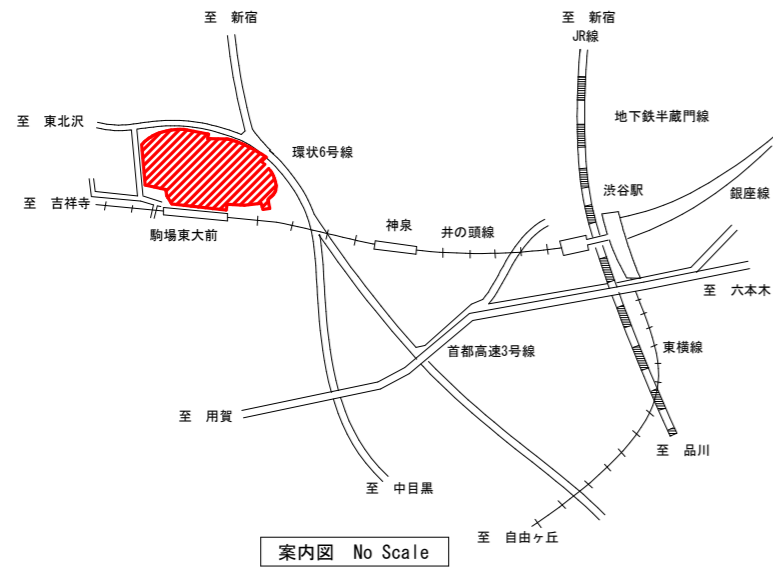 至 新宿
至 新宿
JR線
地下鉄半蔵門線
至 東北沢
環状6号線
渋谷駅
銀座線
至 吉祥寺
神泉
井の頭線
駒場東大前
至 六本木
首都高速3号線
東横線
至 用賀
至 品川
至 中目黒
至 自由ヶ丘
案内図 No Scale